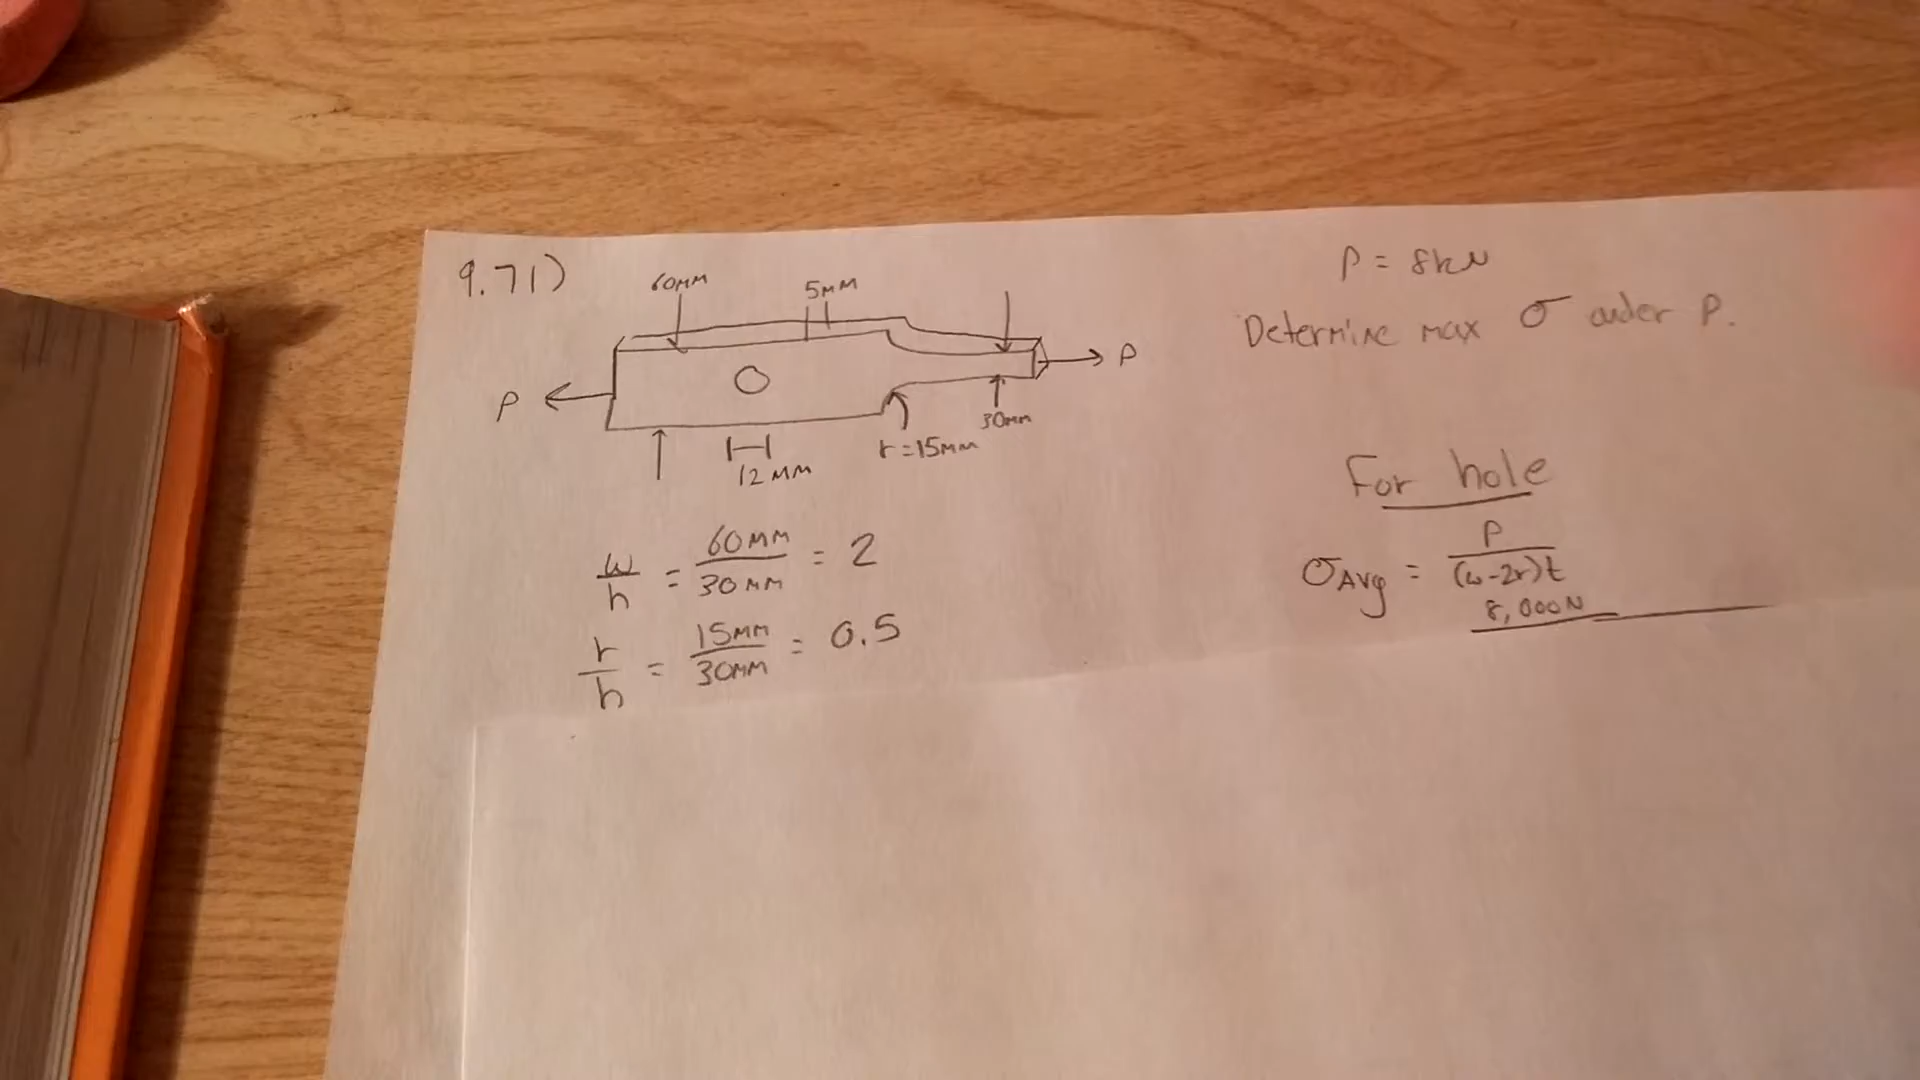 9.71)
60mm
5mm
P = 8kN
Determine max σ under P.
P
P
30mm
r=15mm
12mm
For hole
w/h = 60mm/30mm = 2
σAvg = P/(w-2r)t
8,000N
r/h = 15mm/30mm = 0.5